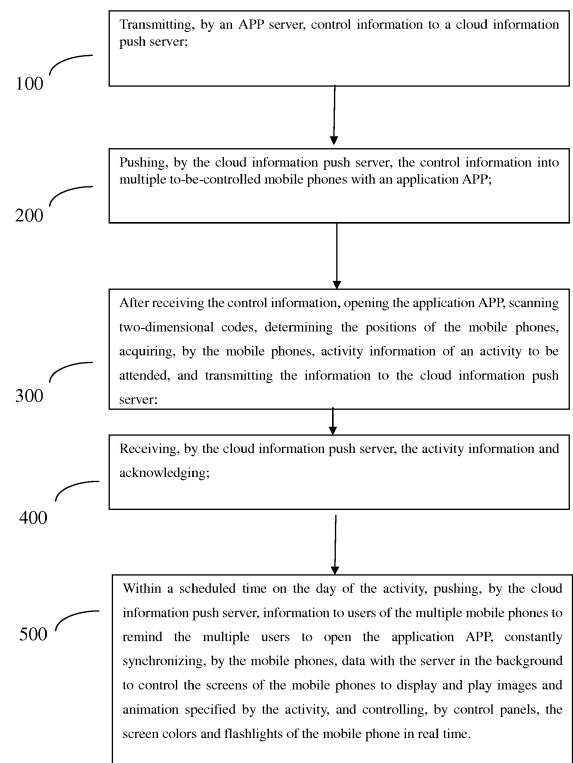 Transmitting, by an APP server, control information to a cloud information
push server;
100
Pushing, by the cloud information push server, the control information into
multiple to-be-controlled mobile phones with an application APP;
200
After receiving the control information, opening the application APP, scanning
two-dimensional codes, determining the positions of the mobile phones,
acquiring, by the mobile phones, activity information of an activity to be
attended, and transmitting the information to the cloud information push
server;
300
Receiving, by the cloud information push server, the activity information and
acknowledging;
400
Within a scheduled time on the day of the activity, pushing, by the cloud
information push server, information to users of the multiple mobile phones to
remind the multiple users to open the application APP, constantly
synchronizing, by the mobile phones, data with the server in the background
to control the screens of the mobile phones to display and play images and
animation specified by the activity, and controlling, by control panels, the
screen colors and flashlights of the mobile phone in real time.
500